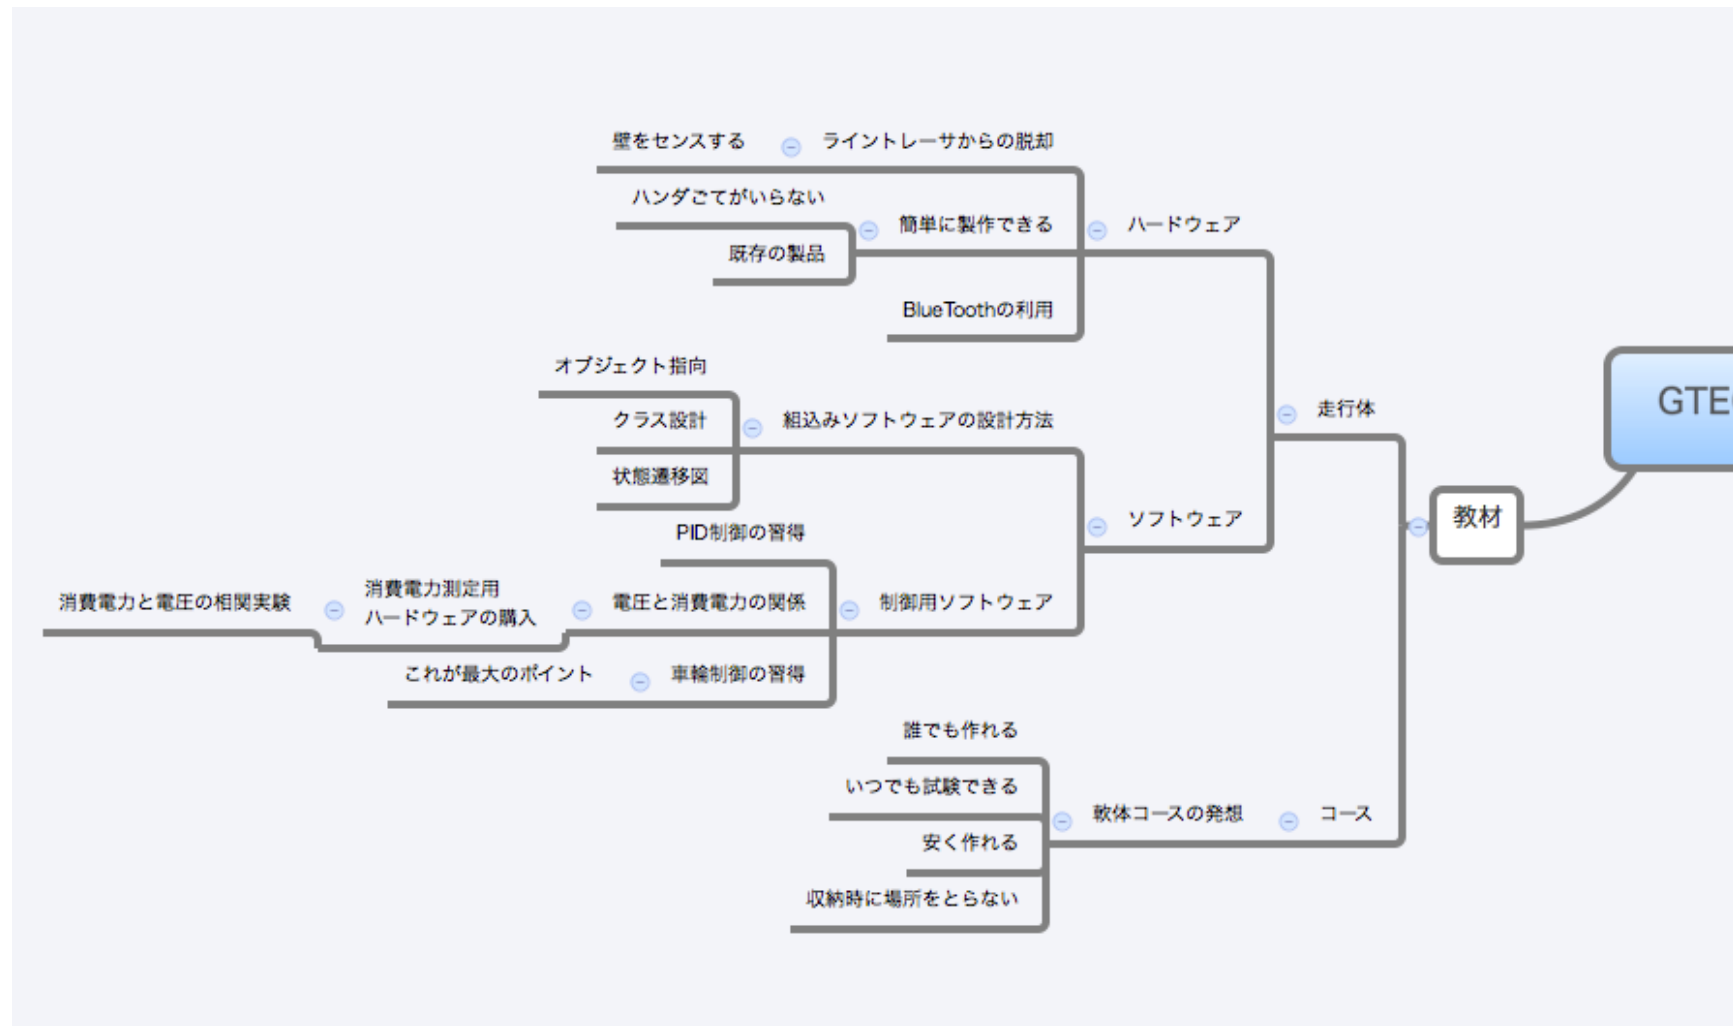 壁をセンスする
ライントレーサからの脱却
ハンダごてがいらない
簡単に製作できる
ハードウェア
既存の製品
BlueToothの利用
オブジェクト指向
クラス設計
組込みソフトウェアの設計方法
走行体
状態遷移図
ソフトウェア
教材
PID制御の習得
消費電力と電圧の相関実験
消費電力測定用
ハードウェアの購入
電圧と消費電力の関係
制御用ソフトウェア
これが最大のポイント
車輪制御の習得
誰でも作れる
いつでも試験できる
軟体コースの発想
コース
安く作れる
収納時に場所をとらない